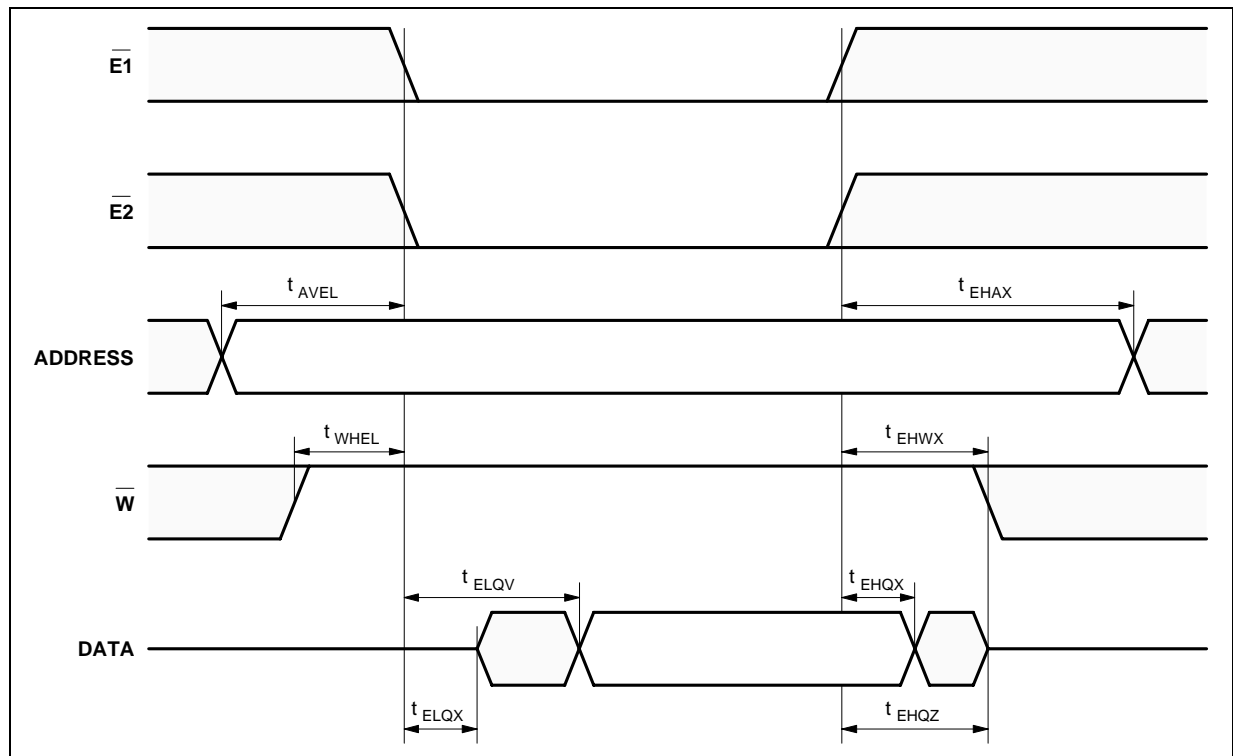 E1
E2
t AVEL
t EHAX
ADDRESS
t WHEL
t EHWX
W
t ELQV
t EHQX
DATA
t ELQX
t EHQZ